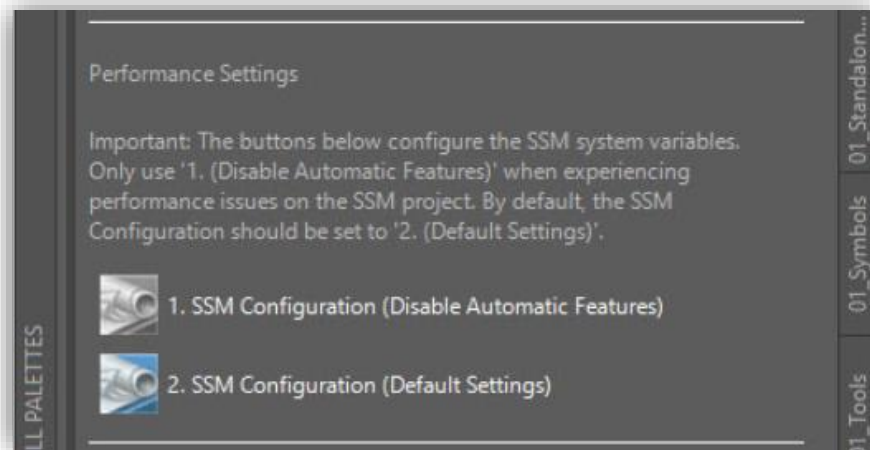 Performance Settings
Important: The buttons below configure the SSM system variables.
Only use '1. (Disable Automatic Features)' when experiencing
performance issues on the SSM project. By default, the SSM
Configuration should be set to '2. (Default Settings)'.
1. SSM Configuration (Disable Automatic Features)
2. SSM Configuration (Default Settings)
LL PALETTES
01_Standalon...
01_Symbols
01_Tools